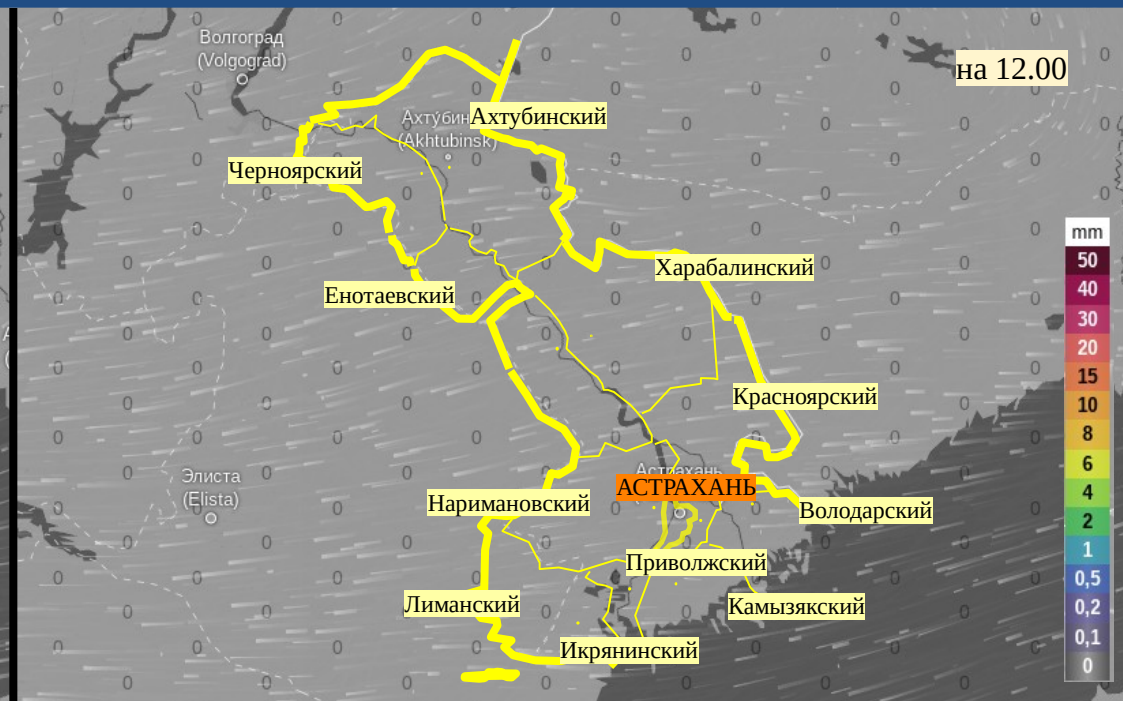 Волгоград
(Volgograd)
на 12.00
Ахтубинский
(Akhtubinsk)
Черноярский
Харабалинский
Енотаевский
Красноярский
Элиста
(Elista)
Астрахань
АСТРАХАНЬ
Наримановский
Володарский
Приволжский
Лиманский
Камызякский
Икрянинский
mm
50
40
30
20
15
10
8
6
4
2
1
0,5
0,2
0,1
0